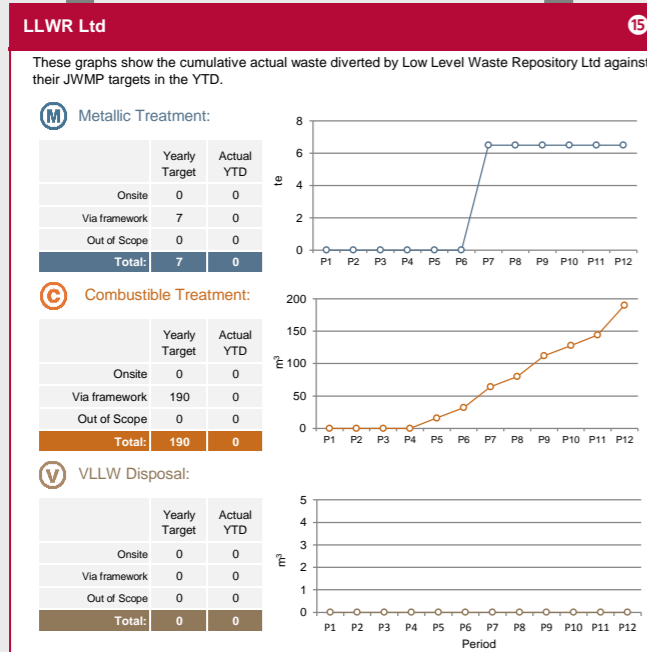 LLWR Ltd
15
These graphs show the cumulative actual waste diverted by Low Level Waste Repository Ltd against
their JWMP targets in the YTD.
M Metallic Treatment:
Yearly Target Actual YTD
Onsite 0 0
Via framework 7 0
Out of Scope 0 0
Total: 7 0
8
6
4
2
0
te
P1 P2 P3 P4 P5 P6 P7 P8 P9 P10 P11 P12
C Combustible Treatment:
Yearly Target Actual YTD
Onsite 0 0
Via framework 190 0
Out of Scope 0 0
Total: 190 0
200
150
100
50
0
m³
P1 P2 P3 P4 P5 P6 P7 P8 P9 P10 P11 P12
V VLLW Disposal:
Yearly Target Actual YTD
Onsite 0 0
Via framework 0 0
Out of Scope 0 0
Total: 0 0
5
4
3
2
1
0
m³
P1 P2 P3 P4 P5 P6 P7 P8 P9 P10 P11 P12
Period